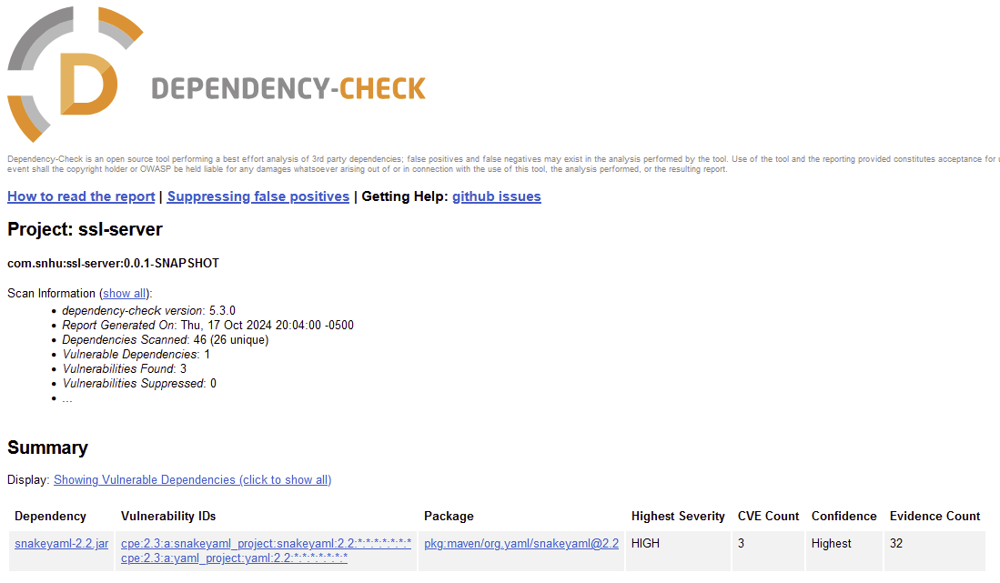 DEPENDENCY-CHECK
Dependency-Check is an open source tool performing a best effort analysis of 3rd party dependencies; false positives and false negatives may exist in the analysis performed by the tool. Use of the tool and the reporting provided constitutes acceptance for
event shall the copyright holder or OWASP be held liable for any damages whatsoever arising out of or in connection with the use of this tool, the analysis performed, or the resulting report.
How to read the report | Suppressing false positives | Getting Help: github issues
Project: ssl-server
com.snhu:ssl-server:0.0.1-SNAPSHOT
Scan Information (show all):
• dependency-check version: 5.3.0
• Report Generated On: Thu, 17 Oct 2024 20:04:00 -0500
• Dependencies Scanned: 46 (26 unique)
• Vulnerable Dependencies: 1
• Vulnerabilities Found: 3
• Vulnerabilities Suppressed: 0
• ...
Summary
Display: Showing Vulnerable Dependencies (click to show all)
Dependency Vulnerability IDs Package Highest Severity CVE Count Confidence Evidence Count
snakeyaml-2.2.jar cpe:2.3:a:snakeyaml_project:snakeyaml:2.2:*:*:*:*:*:*:* pkg:maven/org.yaml/snakeyaml@2.2 HIGH 3 Highest 32
cpe:2.3:a:yaml_project:yaml:2.2:*:*:*:*:*:*:*